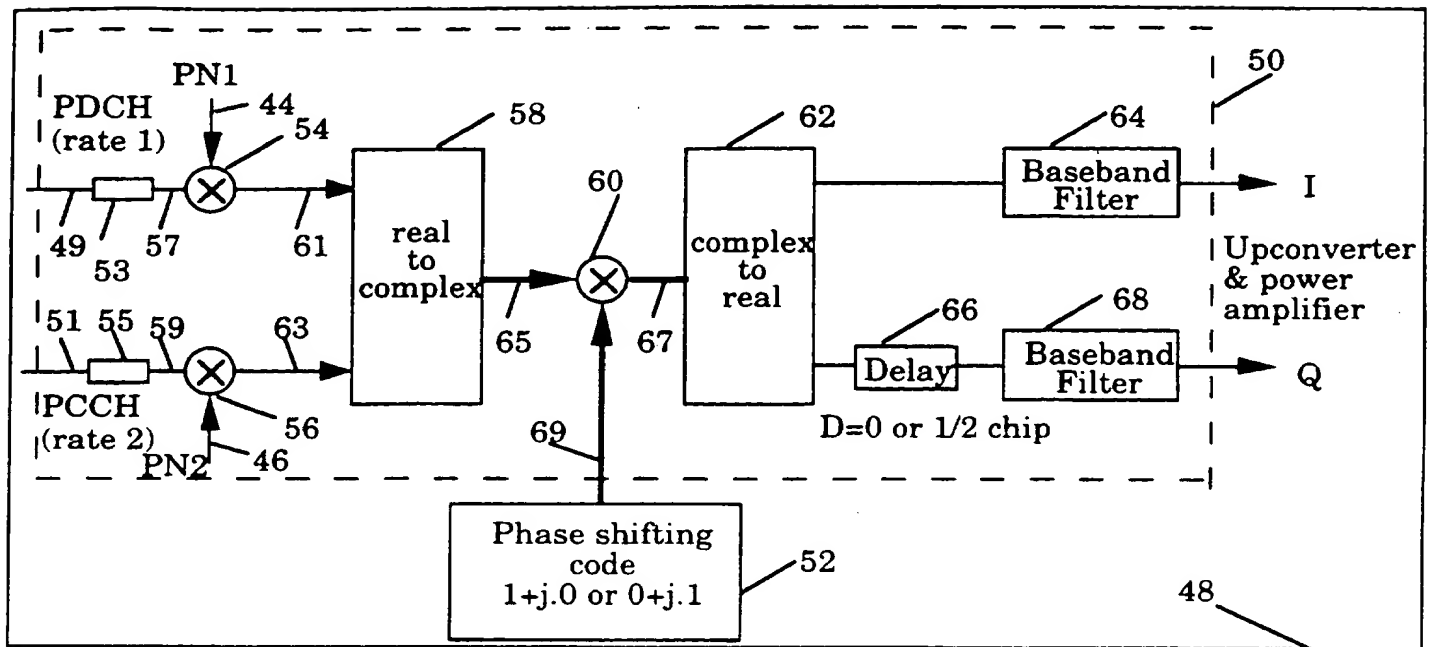 PN1
44
54
PDCH
(rate 1)
49
53
57
61
58
real
to
complex
51
55
59
63
PCCH
(rate 2)
PN2
46
56
60
65
67
69
62
complex
to
real
64
Baseband
Filter
50
I
Upconverter
& power
amplifier
66
Delay
D=0 or 1/2 chip
68
Baseband
Filter
Q
Phase shifting
code
1+j.0 or 0+j.1
52
48